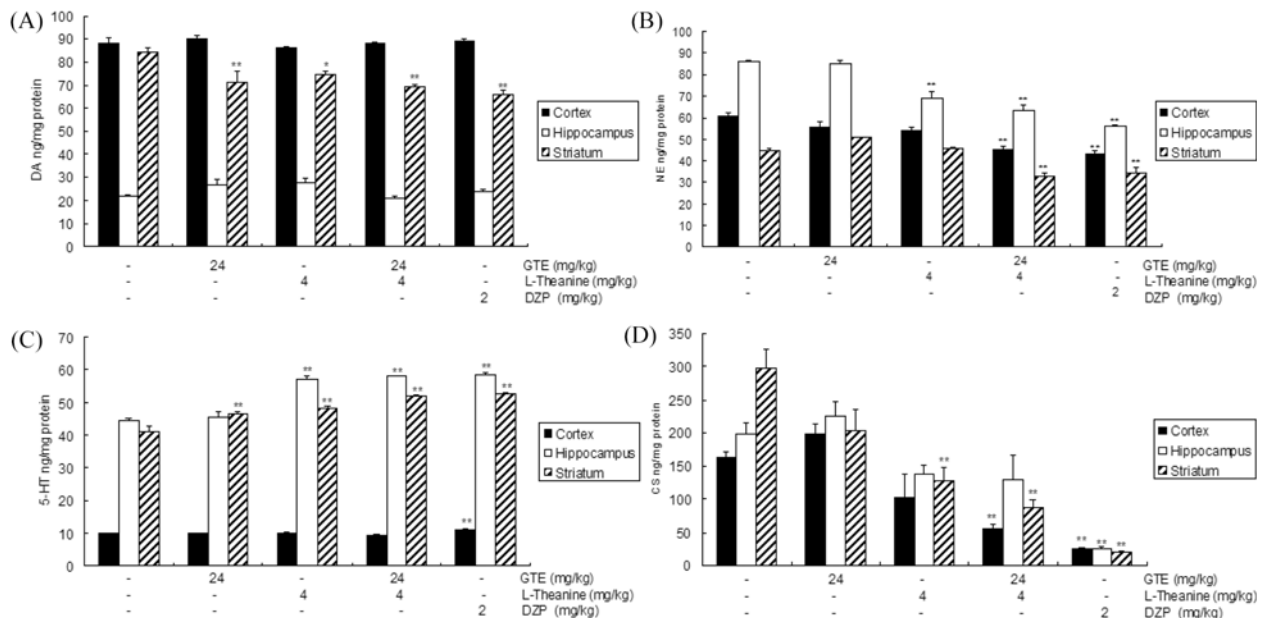 (A)
100
90
80
70
60
50
40
30
20
10
0
DA ng/mg protein
** * ** **
Cortex
Hippocampus
Striatum
- 24 - 24 - GTE (mg/kg)
- - 4 4 - L-Theanine (mg/kg)
- - - - 2 DZP (mg/kg)
(B)
100
90
80
70
60
50
40
30
20
10
0
NE ng/mg protein
** ** ** ** ** ** **
Cortex
Hippocampus
Striatum
- 24 - 24 - GTE (mg/kg)
- - 4 4 - L-Theanine (mg/kg)
- - - - 2 DZP (mg/kg)
(C)
70
60
50
40
30
20
10
0
5-HT ng/mg protein
** ** ** ** ** ** ** **
Cortex
Hippocampus
Striatum
- 24 - 24 - GTE (mg/kg)
- - 4 4 - L-Theanine (mg/kg)
- - - - 2 DZP (mg/kg)
(D)
350
300
250
200
150
100
50
0
CS ng/mg protein
** ** ** ** ** **
Cortex
Hippocampus
Striatum
- 24 - 24 - GTE (mg/kg)
- - 4 4 - L-Theanine (mg/kg)
- - - - 2 DZP (mg/kg)